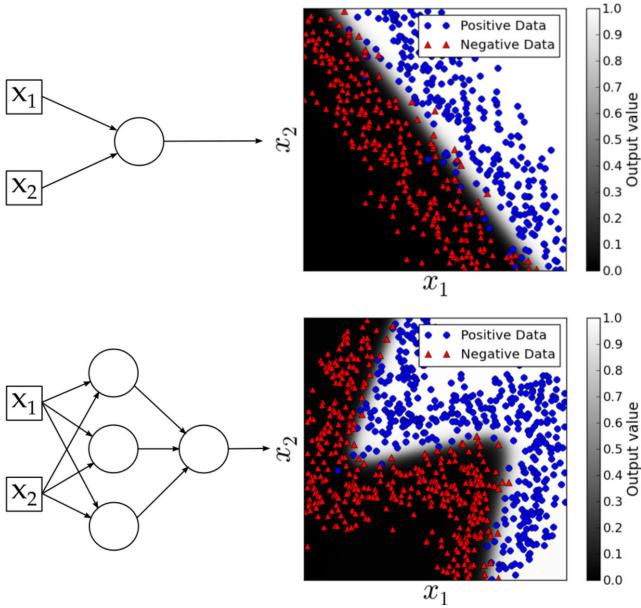 x1
x2
x2
x1
Positive Data
Negative Data
1.0
0.9
0.8
0.7
0.6
0.5
0.4
0.3
0.2
0.1
0.0
Output value
x1
x2
x2
x1
Positive Data
Negative Data
1.0
0.9
0.8
0.7
0.6
0.5
0.4
0.3
0.2
0.1
0.0
Output value